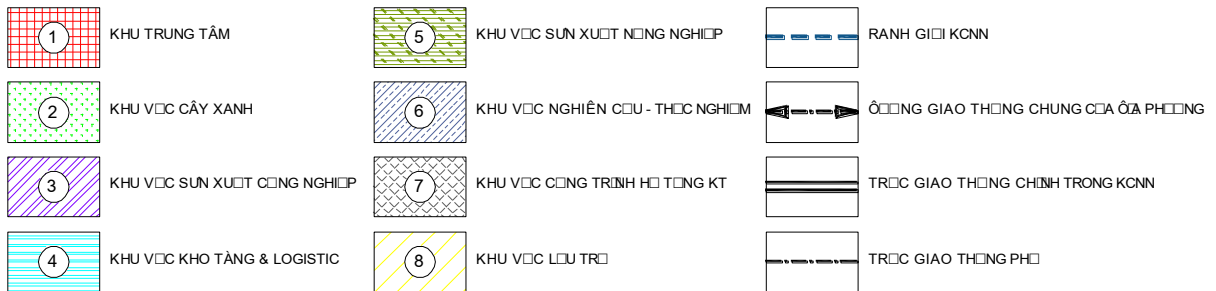 1 KHU TRUNG TÂM
2 KHU V□C CÂY XANH
3 KHU V□C SƯN XU□T C□NG NGHI□P
4 KHU V□C KHO TÀNG & LOGISTIC
5 KHU V□C SƯN XU□T N□NG NGHI□P
6 KHU V□C NGHIÊN C□U - TH□C NGHI□M
7 KHU V□C C□NG TR□NH H□ T□NG KT
8 KHU V□C L□U TR□
RANH GI□I KCNN
Ô□□NG GIAO TH□NG CHUNG C□A Ô□A PH□□NG
TR□C GIAO TH□NG CH□NH TRONG KCNN
TR□C GIAO TH□NG PH□